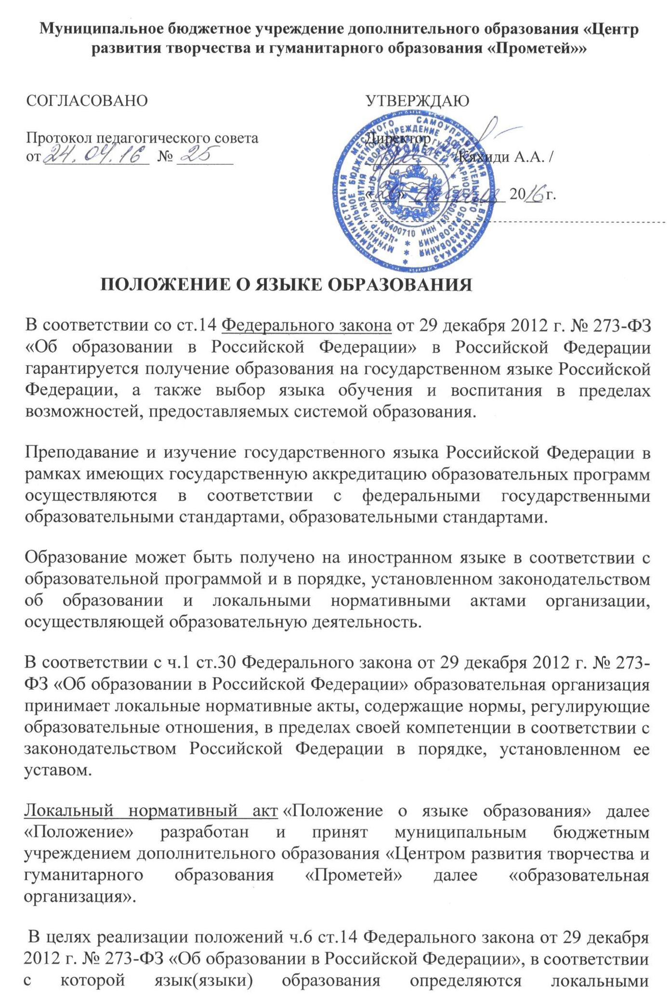 Муниципальное бюджетное учреждение дополнительного образования «Центр
развития творчества и гуманитарного образования «Прометей»»
СОГЛАСОВАНО
УТВЕРЖДАЮ
Протокол педагогического совета
от 24.04.16 № 25
Директор
/Кяхиди А.А. /
« » 2016 г.
АДМИНИСТРАЦИЯ МЕСТНОГО САМОУПРАВЛЕНИЯ Г. ВЛАДИКАВКАЗ
МУНИЦИПАЛЬНОЕ БЮДЖЕТНОЕ УЧРЕЖДЕНИЕ ДОПОЛНИТЕЛЬНОГО ОБРАЗОВАНИЯ
«ЦЕНТР РАЗВИТИЯ ТВОРЧЕСТВА И ГУМАНИТАРНОГО ОБРАЗОВАНИЯ
«ПРОМЕТЕЙ»
ОГРН 1051500400710 ИНН
ПОЛОЖЕНИЕ О ЯЗЫКЕ ОБРАЗОВАНИЯ
В соответствии со ст.14 Федерального закона от 29 декабря 2012 г. № 273-ФЗ
«Об образовании в Российской Федерации» в Российской Федерации
гарантируется получение образования на государственном языке Российской
Федерации, а также выбор языка обучения и воспитания в пределах
возможностей, предоставляемых системой образования.
Преподавание и изучение государственного языка Российской Федерации в
рамках имеющих государственную аккредитацию образовательных программ
осуществляются в соответствии с федеральными государственными
образовательными стандартами, образовательными стандартами.
Образование может быть получено на иностранном языке в соответствии с
образовательной программой и в порядке, установленном законодательством
об образовании и локальными нормативными актами организации,
осуществляющей образовательную деятельность.
В соответствии с ч.1 ст.30 Федерального закона от 29 декабря 2012 г. № 273-
ФЗ «Об образовании в Российской Федерации» образовательная организация
принимает локальные нормативные акты, содержащие нормы, регулирующие
образовательные отношения, в пределах своей компетенции в соответствии с
законодательством Российской Федерации в порядке, установленном ее
уставом.
Локальный нормативный акт «Положение о языке образования» далее
«Положение» разработан и принят муниципальным бюджетным
учреждением дополнительного образования «Центром развития творчества и
гуманитарного образования «Прометей» далее «образовательная
организация».
В целях реализации положений ч.6 ст.14 Федерального закона от 29 декабря
2012 г. № 273-ФЗ «Об образовании в Российской Федерации», в соответствии
с которой язык(языки) образования определяются локальными